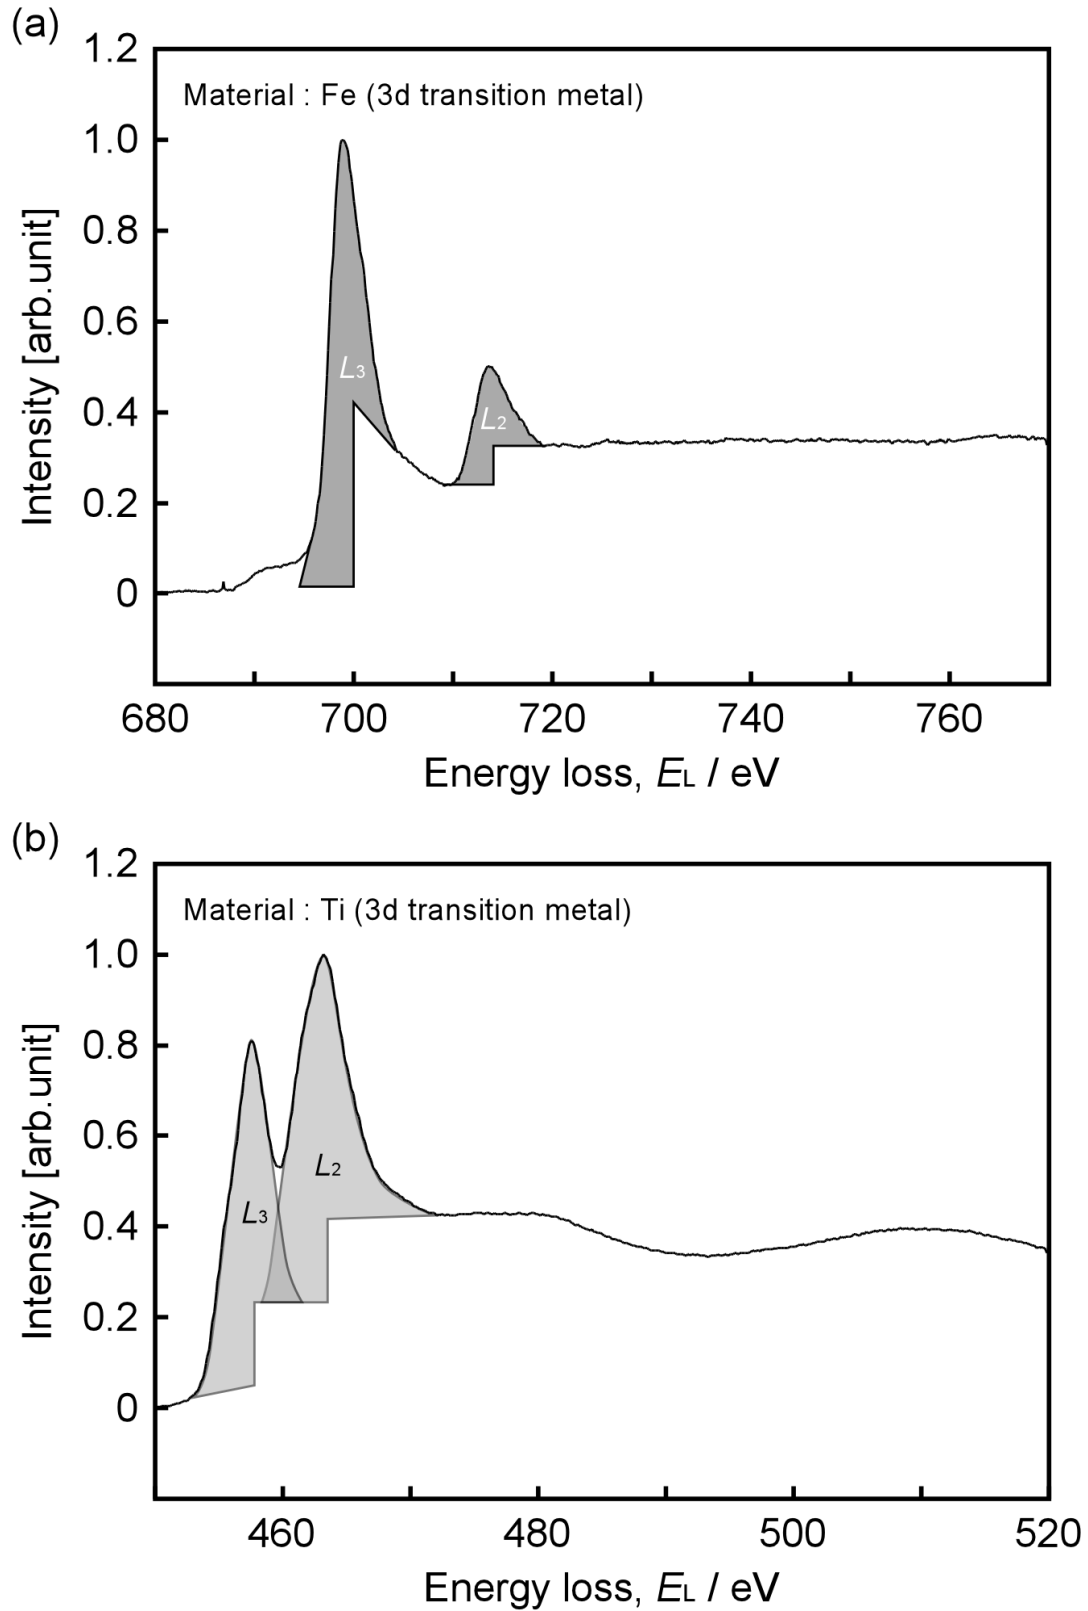 (a)
1.2
Material : Fe (3d transition metal)
1.0
0.8
0.6
L3
0.4
L2
0.2
0
Intensity [arb.unit]
680 700 720 740 760
Energy loss, EL / eV
(b)
1.2
Material : Ti (3d transition metal)
1.0
0.8
0.6
L2
L3
0.4
0.2
0
Intensity [arb.unit]
460 480 500 520
Energy loss, EL / eV